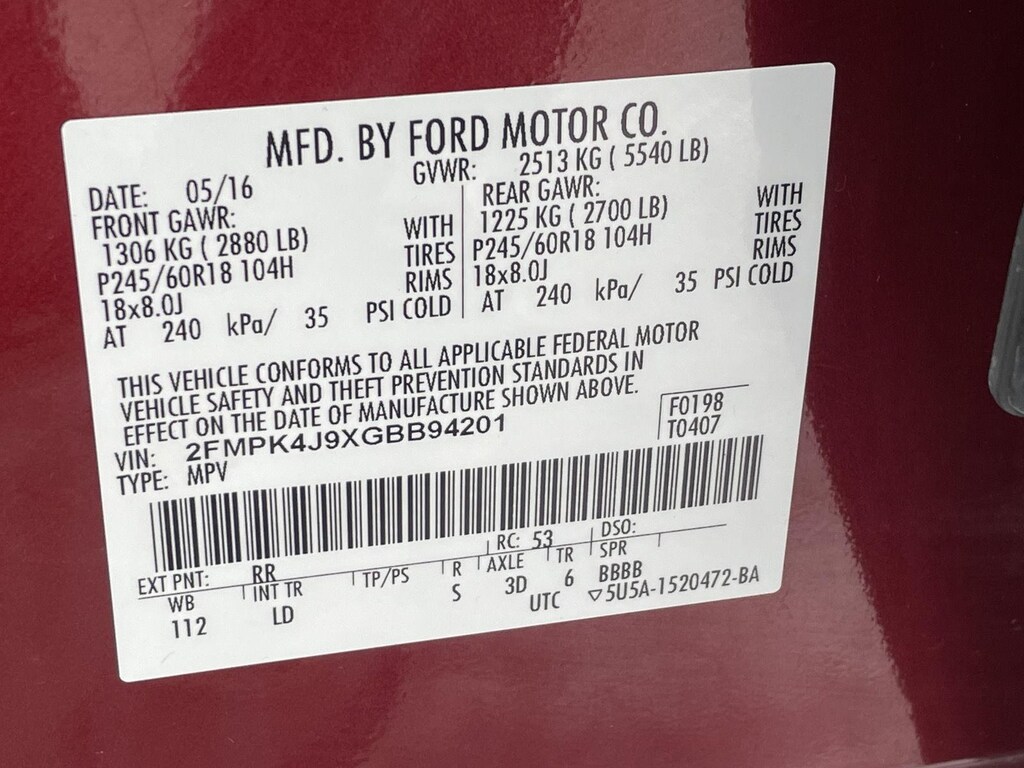 MFD. BY FORD MOTOR CO.
DATE: 05/16 GVWR: 2513 KG ( 5540 LB)
FRONT GAWR:
1306 KG ( 2880 LB) WITH
P245/60R18 104H TIRES
18x8.0J RIMS
AT 240 kPa/ 35 PSI COLD
REAR GAWR:
1225 KG ( 2700 LB) WITH
P245/60R18 104H TIRES
18x8.0J RIMS
AT 240 kPa/ 35 PSI COLD
THIS VEHICLE CONFORMS TO ALL APPLICABLE FEDERAL MOTOR
VEHICLE SAFETY AND THEFT PREVENTION STANDARDS IN
EFFECT ON THE DATE OF MANUFACTURE SHOWN ABOVE.
VIN: 2FMPK4J9XGBB94201
TYPE: MPV
F0198
T0407
EXT PNT: RR RC: 53 DSO:
WB INT TR TP/PS R AXLE TR SPR
112 LD S 3D 6 BBBB
UTC ▽5U5A-1520472-BA